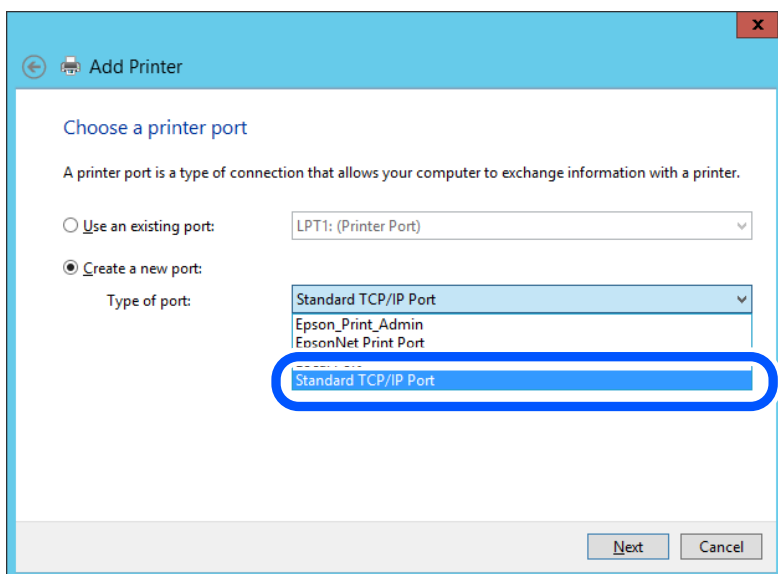 x
Add Printer
Choose a printer port
A printer port is a type of connection that allows your computer to exchange information with a printer.
Use an existing port: LPT1: (Printer Port)
Create a new port:
Type of port: Standard TCP/IP Port
Epson_Print_Admin
EpsonNet Print Port
Standard TCP/IP Port
Next Cancel